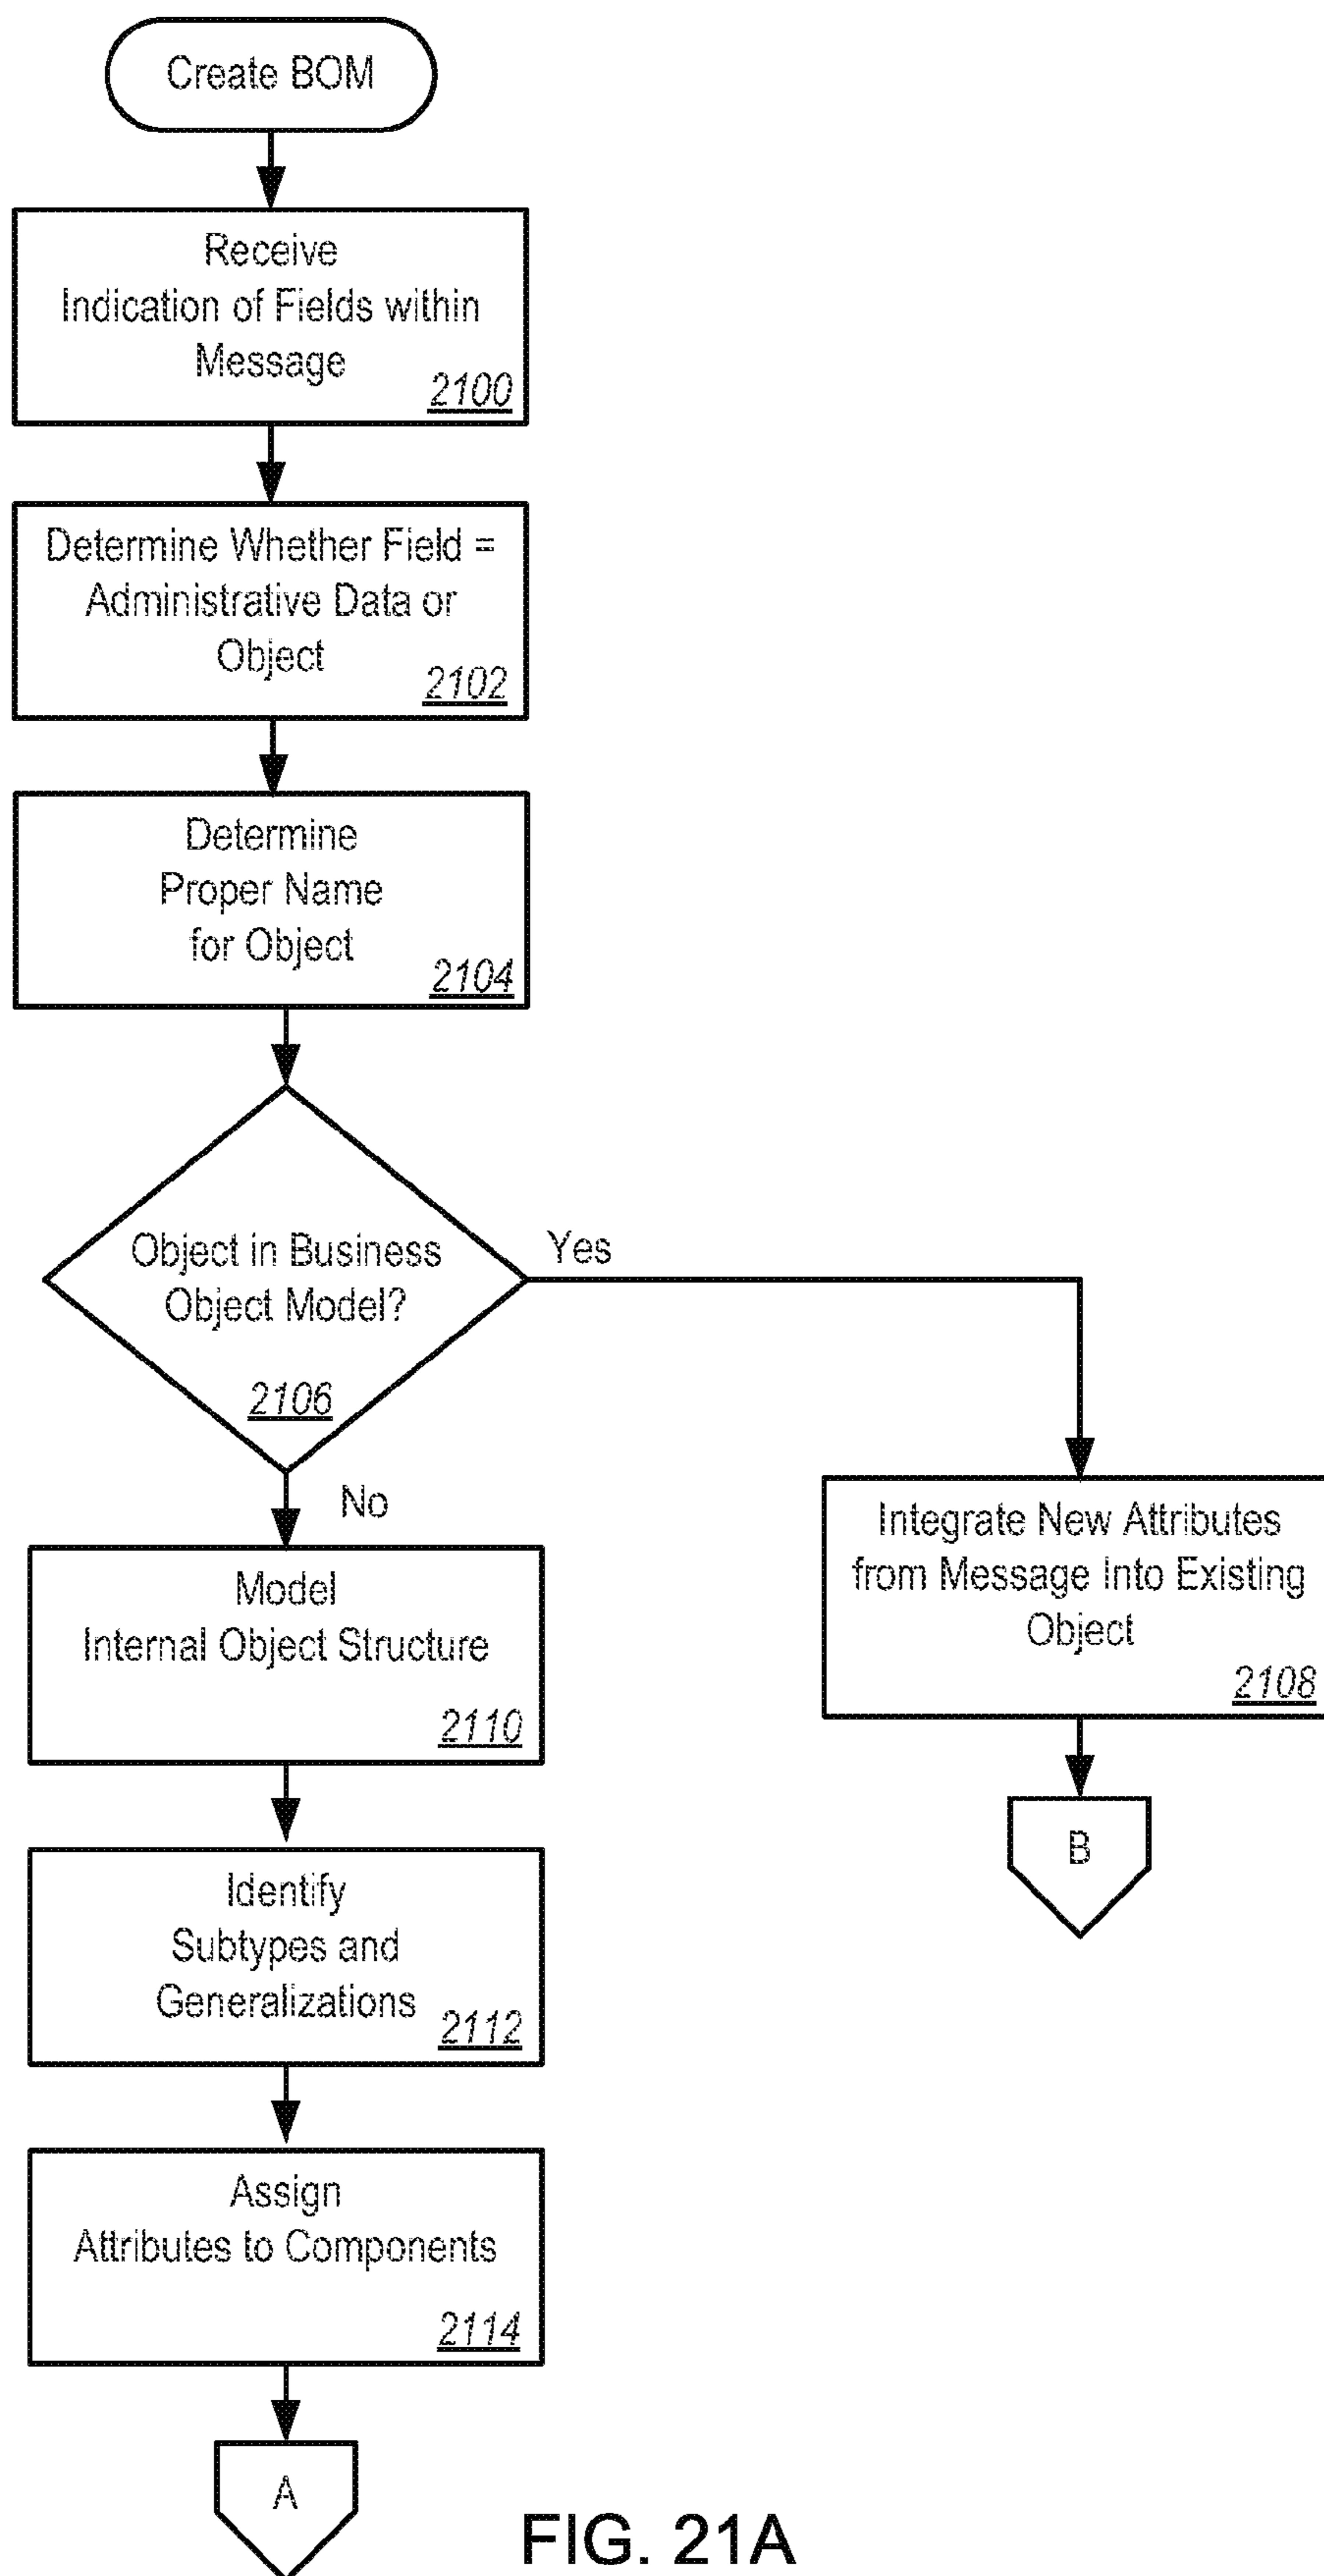 Create BOM
Receive
Indication of Fields within
Message
2100
Determine Whether Field =
Administrative Data or
Object
2102
Determine
Proper Name
for Object
2104
Object in Business
Object Model?
2106
Yes
No
Integrate New Attributes
from Message Into Existing
Object
2108
B
Model
Internal Object Structure
2110
Identify
Subtypes and
Generalizations
2112
Assign
Attributes to Components
2114
A
FIG. 21A